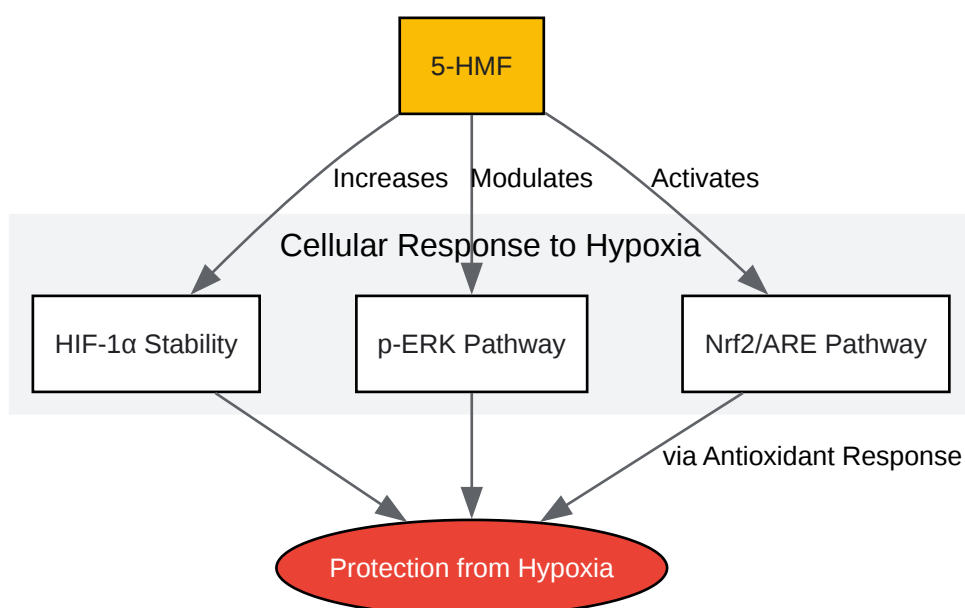 5-HMF
Increases
Modulates
Activates
Cellular Response to Hypoxia
HIF-1α Stability
p-ERK Pathway
Nrf2/ARE Pathway
via Antioxidant Response
Protection from Hypoxia